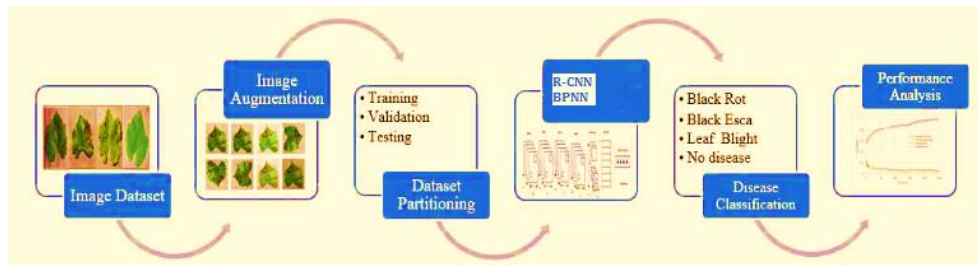 Image Dataset
Image
Augmentation
• Training
• Validation
• Testing
Dataset
Partitioning
R-CNN
BPNN
• Black Rot
• Black Esca
• Leaf Blight
• No disease
Disease
Classification
Performance
Analysis